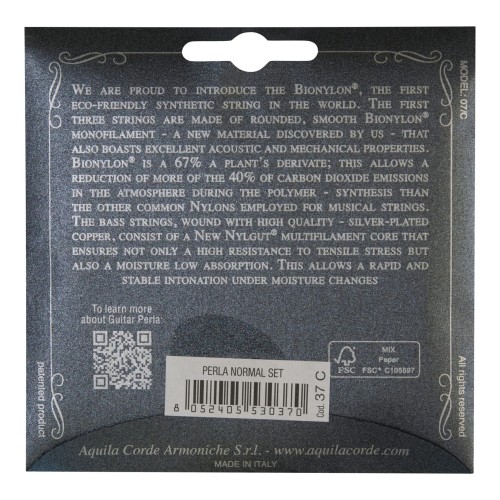 MODEL: 07C
We are proud to introduce the Bionylon®, the first
eco-friendly synthetic string in the world. The first
three strings are made of rounded, smooth Bionylon®
monofilament - a new material discovered by us - that
also boasts excellent acoustic and mechanical properties.
Bionylon® is a 67% a plant's derivate; this allows a
reduction of more of the 40% of carbon dioxide emissions
in the atmosphere during the polymer - synthesis than
the other common Nylons employed for musical strings.
The bass strings, wound with high quality - silver-plated
copper, consist of a New Nylgut® multifilament core that
ensures not only a high resistance to tensile stress but
also a moisture low absorption. This allows a rapid and
stable intonation under moisture changes
To learn more
about Guitar Perla:
patented product
PERLA NORMAL SET
8 052405 530370
Cod. 37 C
FSC
MIX
Paper
FSC® C105597
All rights reserved
Aquila Corde Armoniche S.r.l. - www.aquilacorde.com
MADE IN ITALY